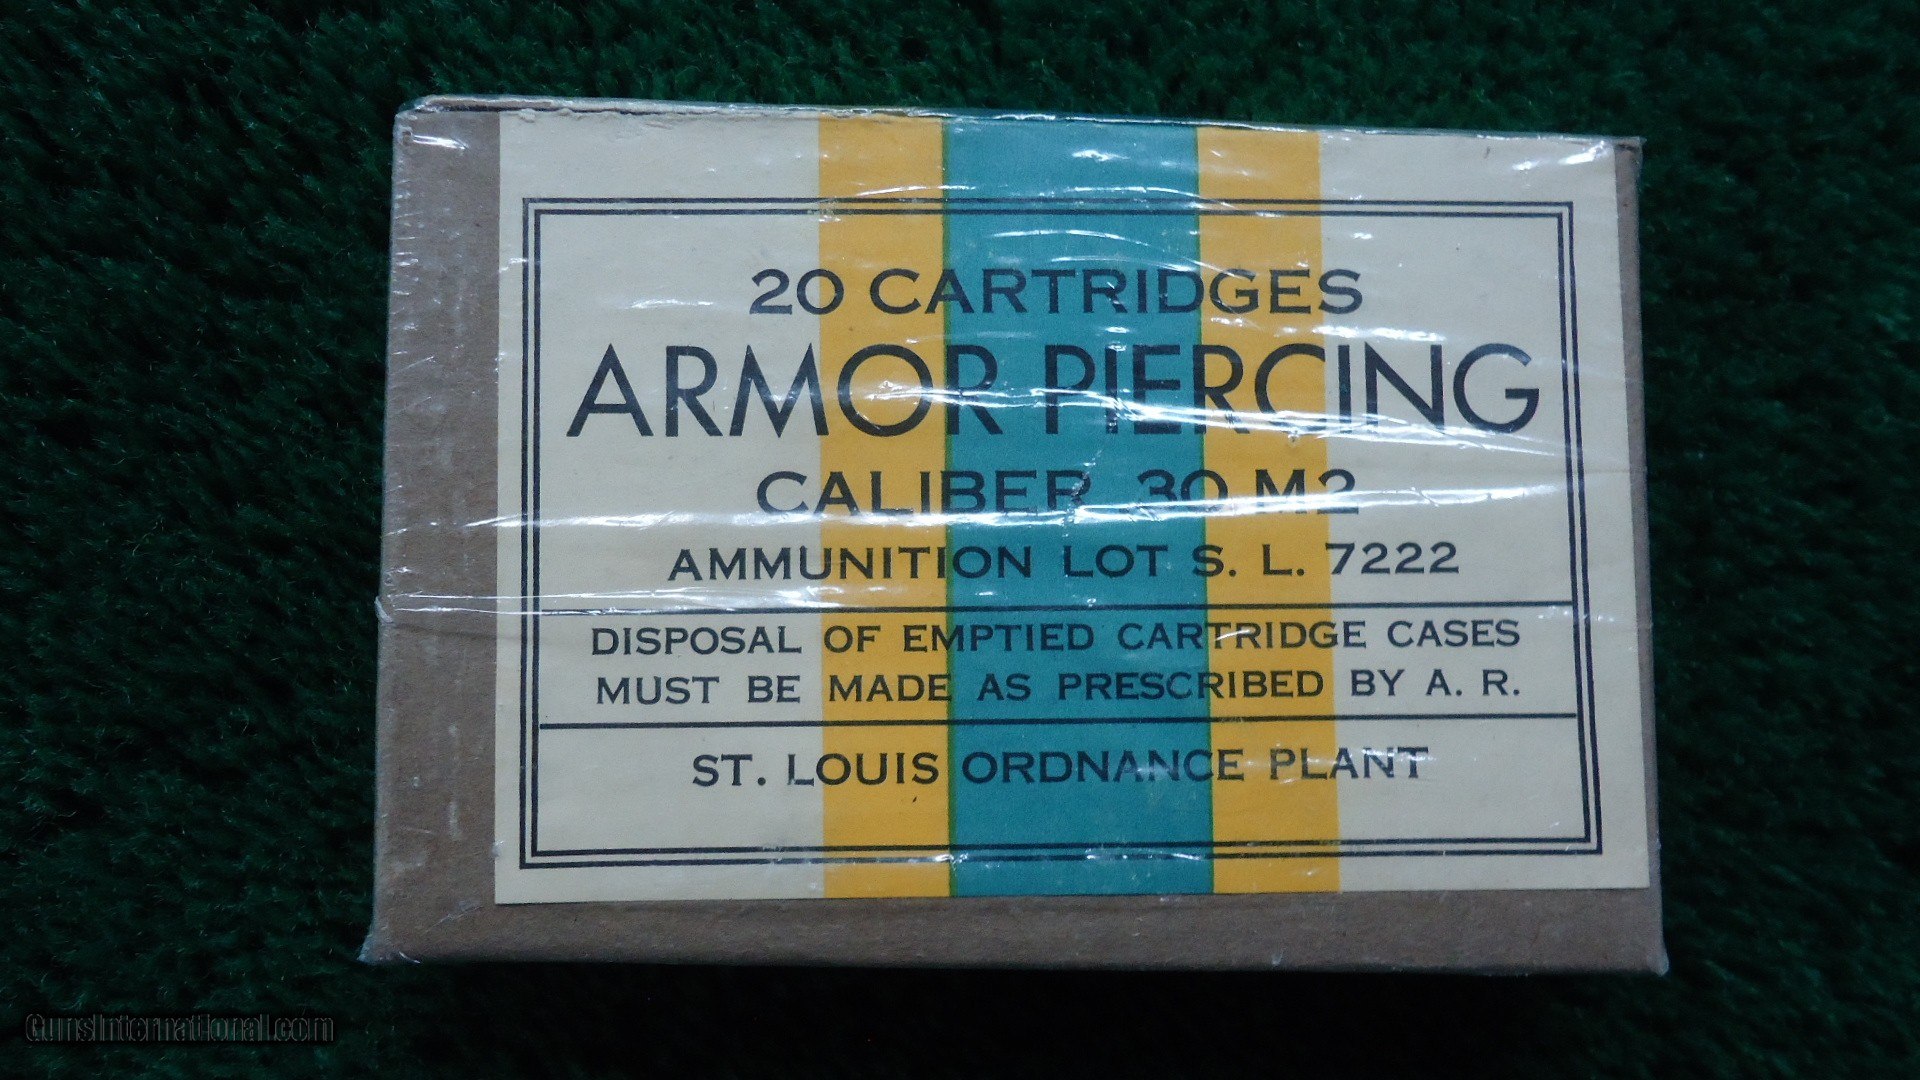 20 CARTRIDGES
ARMOR PIERCING
CALIBER .30 M2
AMMUNITION LOT S. L. 7222
DISPOSAL OF EMPTIED CARTRIDGE CASES
MUST BE MADE AS PRESCRIBED BY A. R.
ST. LOUIS ORDNANCE PLANT
GunsInternational.com